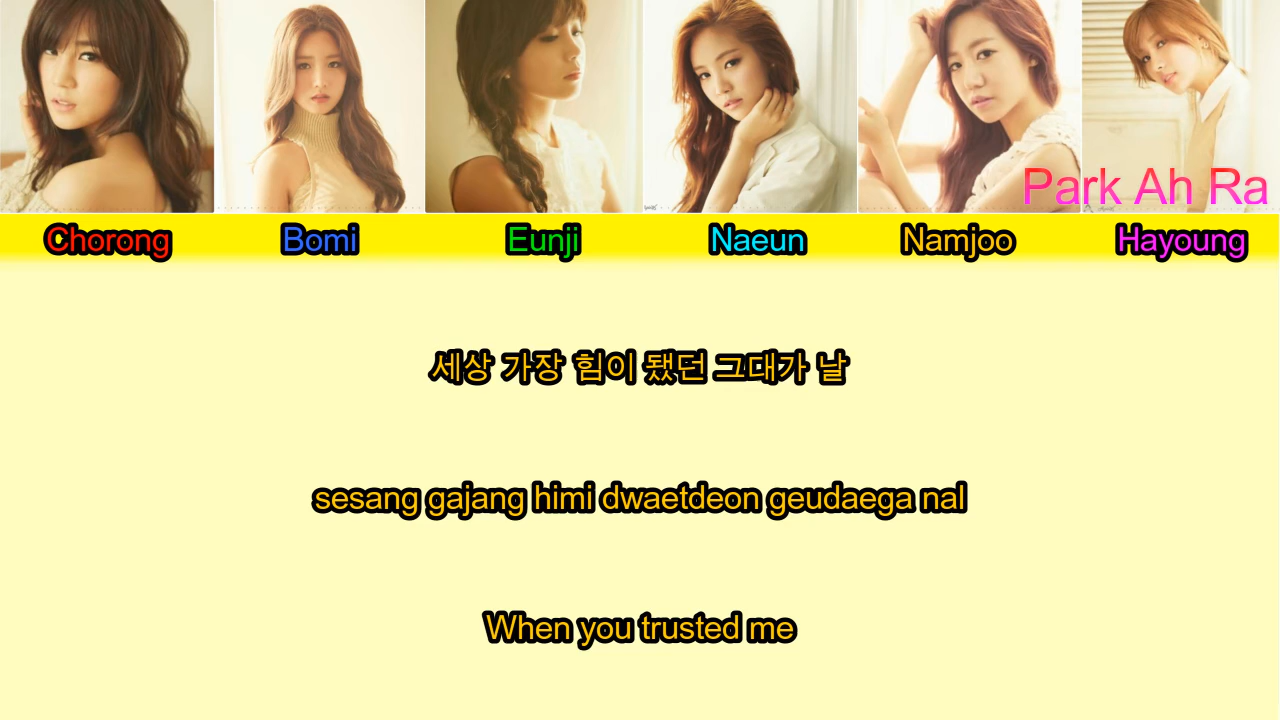 Park Ah Ra
Chorong Bomi Eunji Naeun Namjoo Hayoung
세상 가장 힘이 됐던 그대가 날
sesang gajang himi dwaetdeon geudaega nal
When you trusted me